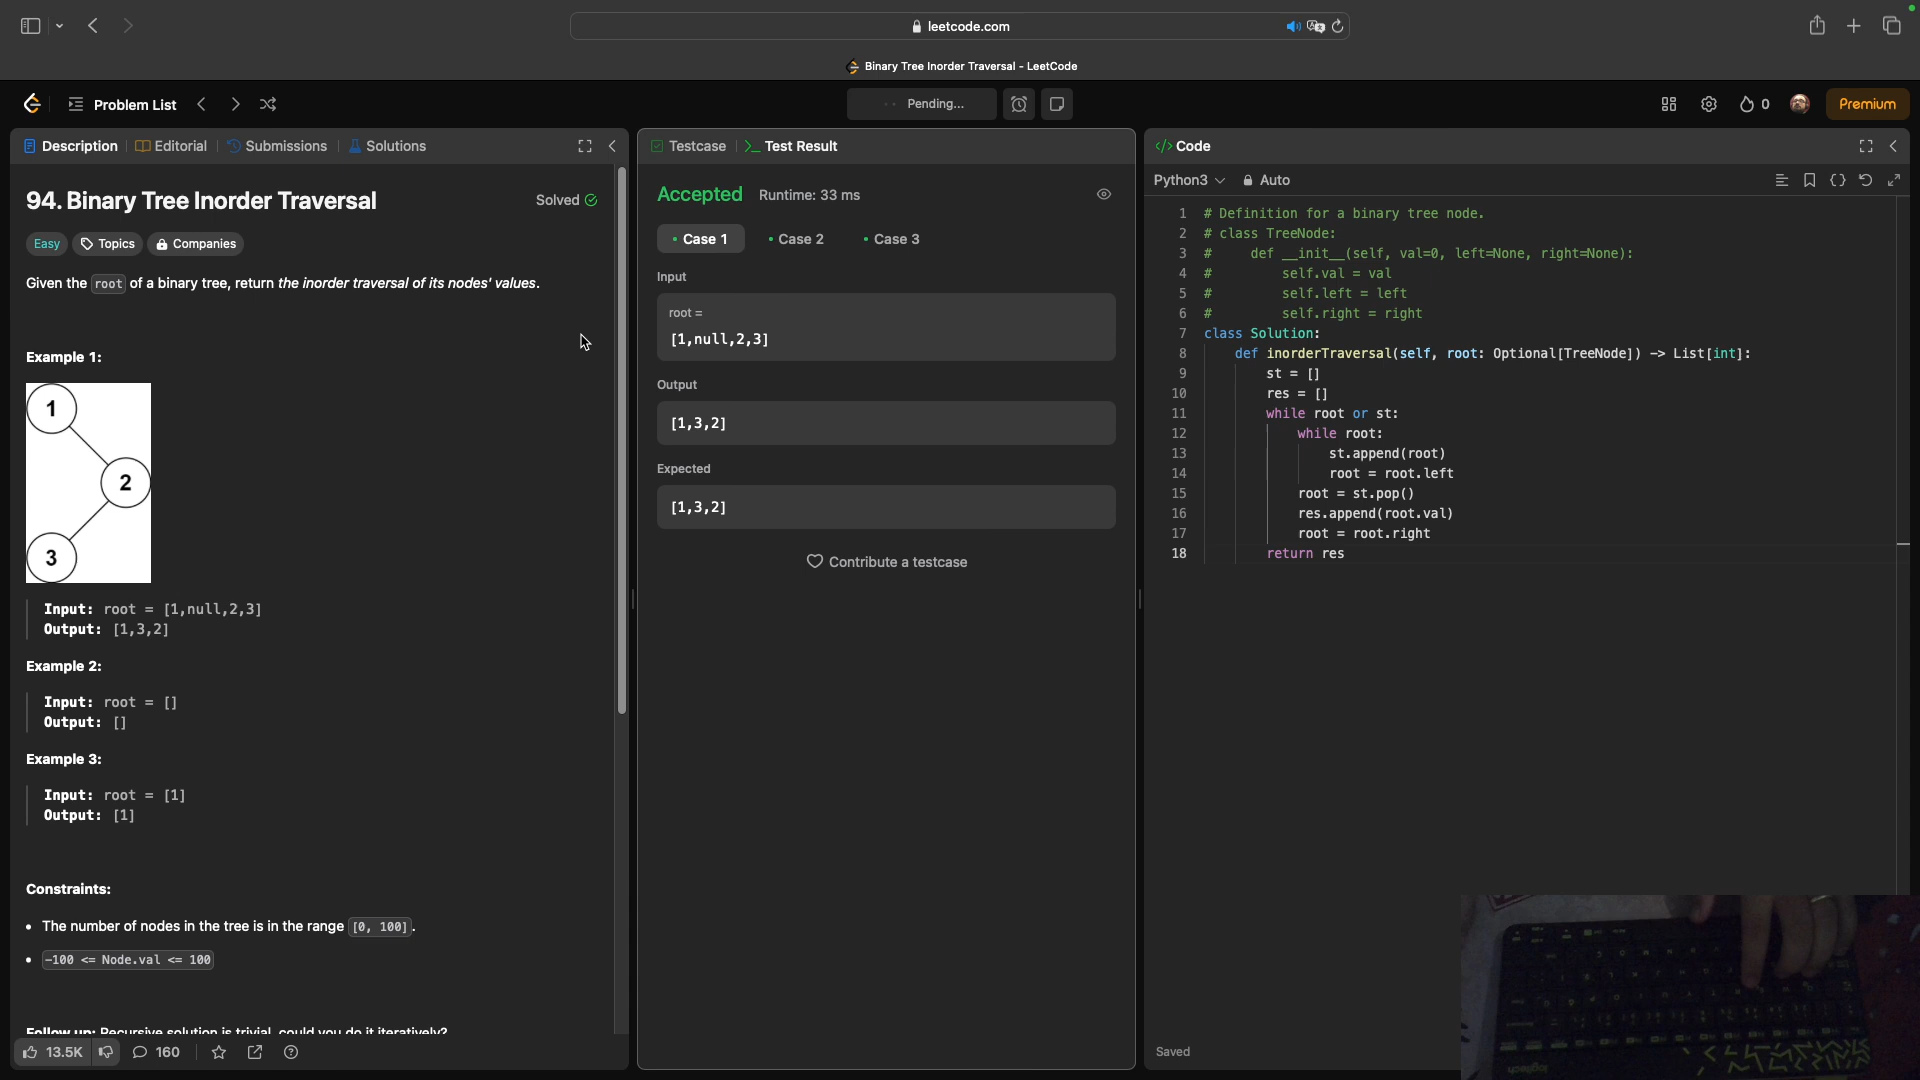 leetcode.com
Binary Tree Inorder Traversal - LeetCode
Problem List
Pending...
0
Premium
Description
Editorial
Submissions
Solutions
94. Binary Tree Inorder Traversal
Solved
Easy
Topics
Companies
Given the root of a binary tree, return the inorder traversal of its nodes' values.
Example 1:
1
2
3
Input: root = [1,null,2,3]
Output: [1,3,2]
Example 2:
Input: root = []
Output: []
Example 3:
Input: root = [1]
Output: [1]
Constraints:
• The number of nodes in the tree is in the range [0, 100].
• -100 <= Node.val <= 100
Follow up: Recursive solution is trivial, could you do it iteratively?
13.5K
160
Testcase
Test Result
Accepted
Runtime: 33 ms
• Case 1
• Case 2
• Case 3
Input
root =
[1,null,2,3]
Output
[1,3,2]
Expected
[1,3,2]
Contribute a testcase
</> Code
Python3
Auto
1 # Definition for a binary tree node.
2 # class TreeNode:
3 #     def __init__(self, val=0, left=None, right=None):
4 #         self.val = val
5 #         self.left = left
6 #         self.right = right
7 class Solution:
8     def inorderTraversal(self, root: Optional[TreeNode]) -> List[int]:
9         st = []
10         res = []
11         while root or st:
12             while root:
13                 st.append(root)
14                 root = root.left
15             root = st.pop()
16             res.append(root.val)
17             root = root.right
18         return res
Saved